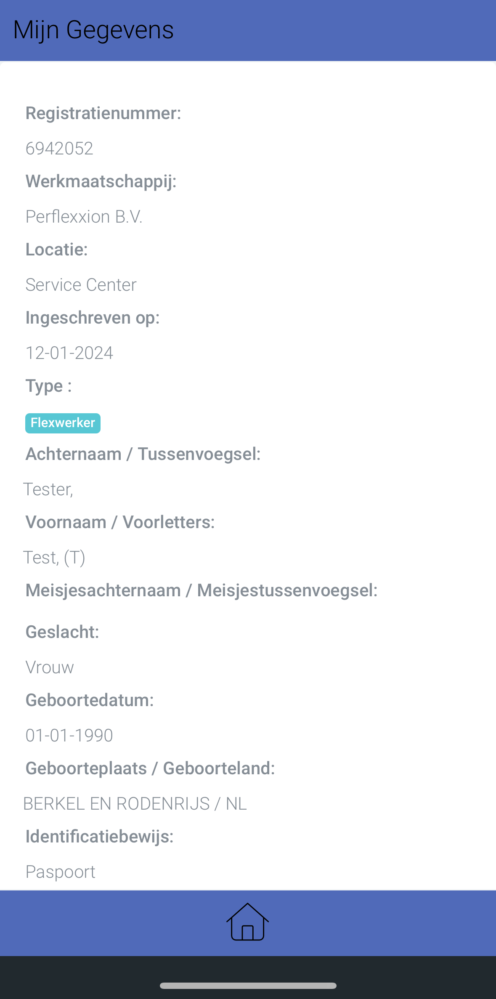 Mijn Gegevens
Registratienummer:
6942052
Werkmaatschappij:
Perflexxion B.V.
Locatie:
Service Center
Ingeschreven op:
12-01-2024
Type :
Flexwerker
Achternaam / Tussenvoegsel:
Tester,
Voornaam / Voorletters:
Test, (T)
Meisjesachternaam / Meisjestussenvoegsel:
Geslacht:
Vrouw
Geboortedatum:
01-01-1990
Geboorteplaats / Geboorteland:
BERKEL EN RODENRIJS / NL
Identificatiebewijs:
Paspoort